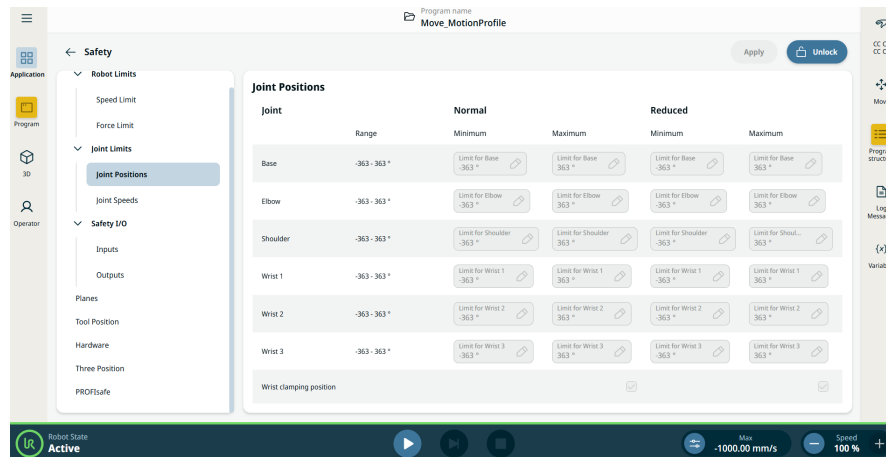 Program name
Move_MotionProfile
Safety
Apply
Unlock
Application
Program
3D
Operator
Robot Limits
Speed Limit
Force Limit
Joint Limits
Joint Positions
Joint Speeds
Safety I/O
Inputs
Outputs
Planes
Tool Position
Hardware
Three Position
PROFIsafe
Joint Positions
Joint Normal Reduced
Range Minimum Maximum Minimum Maximum
Base -363 - 363 ° Limit for Base -363 ° Limit for Base 363 ° Limit for Base -363 ° Limit for Base 363 °
Elbow -363 - 363 ° Limit for Elbow -363 ° Limit for Elbow 363 ° Limit for Elbow -363 ° Limit for Elbow 363 °
Shoulder -363 - 363 ° Limit for Shoulder -363 ° Limit for Shoulder 363 ° Limit for Shoulder -363 ° Limit for Shoul... 363 °
Wrist 1 -363 - 363 ° Limit for Wrist 1 -363 ° Limit for Wrist 1 363 ° Limit for Wrist 1 -363 ° Limit for Wrist 1 363 °
Wrist 2 -363 - 363 ° Limit for Wrist 2 -363 ° Limit for Wrist 2 363 ° Limit for Wrist 2 -363 ° Limit for Wrist 2 363 °
Wrist 3 -363 - 363 ° Limit for Wrist 3 -363 ° Limit for Wrist 3 363 ° Limit for Wrist 3 -363 ° Limit for Wrist 3 363 °
Wrist clamping position
CC C
CC C
Mov
Progra
struct
Log
Messa
{x}
Variab
UR
Robot State
Active
Max
-1000.00 mm/s
Speed
100 %